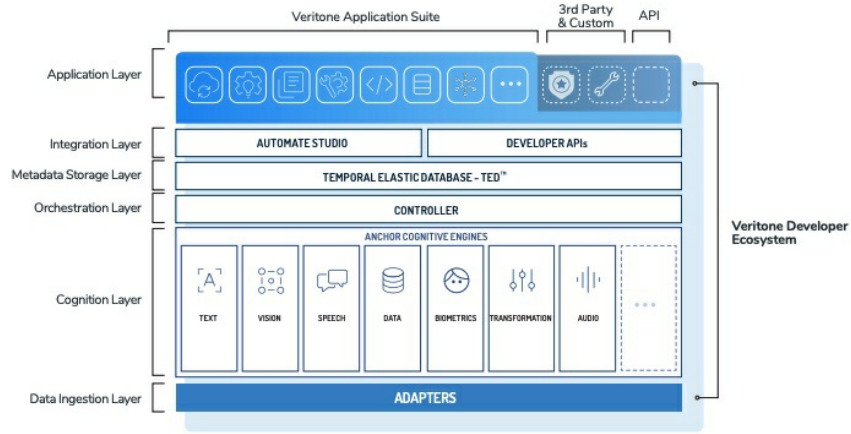 Veritone Application Suite
3rd Party
& Custom
API
Application Layer
Integration Layer
AUTOMATE STUDIO
DEVELOPER APIs
Metadata Storage Layer
TEMPORAL ELASTIC DATABASE - TED™
Orchestration Layer
CONTROLLER
Veritone Developer
Ecosystem
ANCHOR COGNITIVE ENGINES
Cognition Layer
A
TEXT
VISION
SPEECH
DATA
BIOMETRICS
TRANSFORMATION
AUDIO
Data Ingestion Layer
ADAPTERS